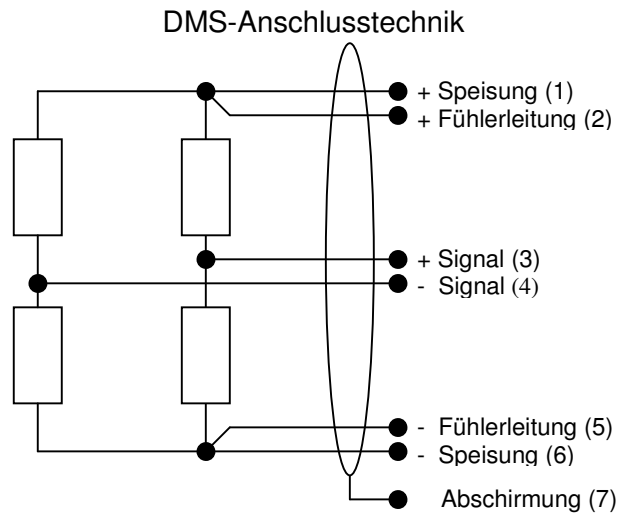 DMS-Anschlusstechnik
+ Speisung (1)
+ Fühlerleitung (2)
+ Signal (3)
- Signal (4)
- Fühlerleitung (5)
- Speisung (6)
Abschirmung (7)